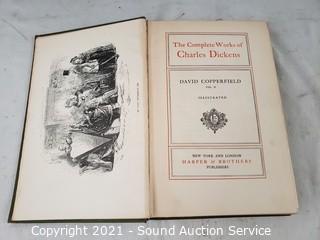 The Complete Works of
Charles Dickens
DAVID COPPERFIELD
VOL. II
ILLUSTRATED
NEW YORK AND LONDON
HARPER & BROTHERS
PUBLISHERS
Copyright © 2021 - Sound Auction Service